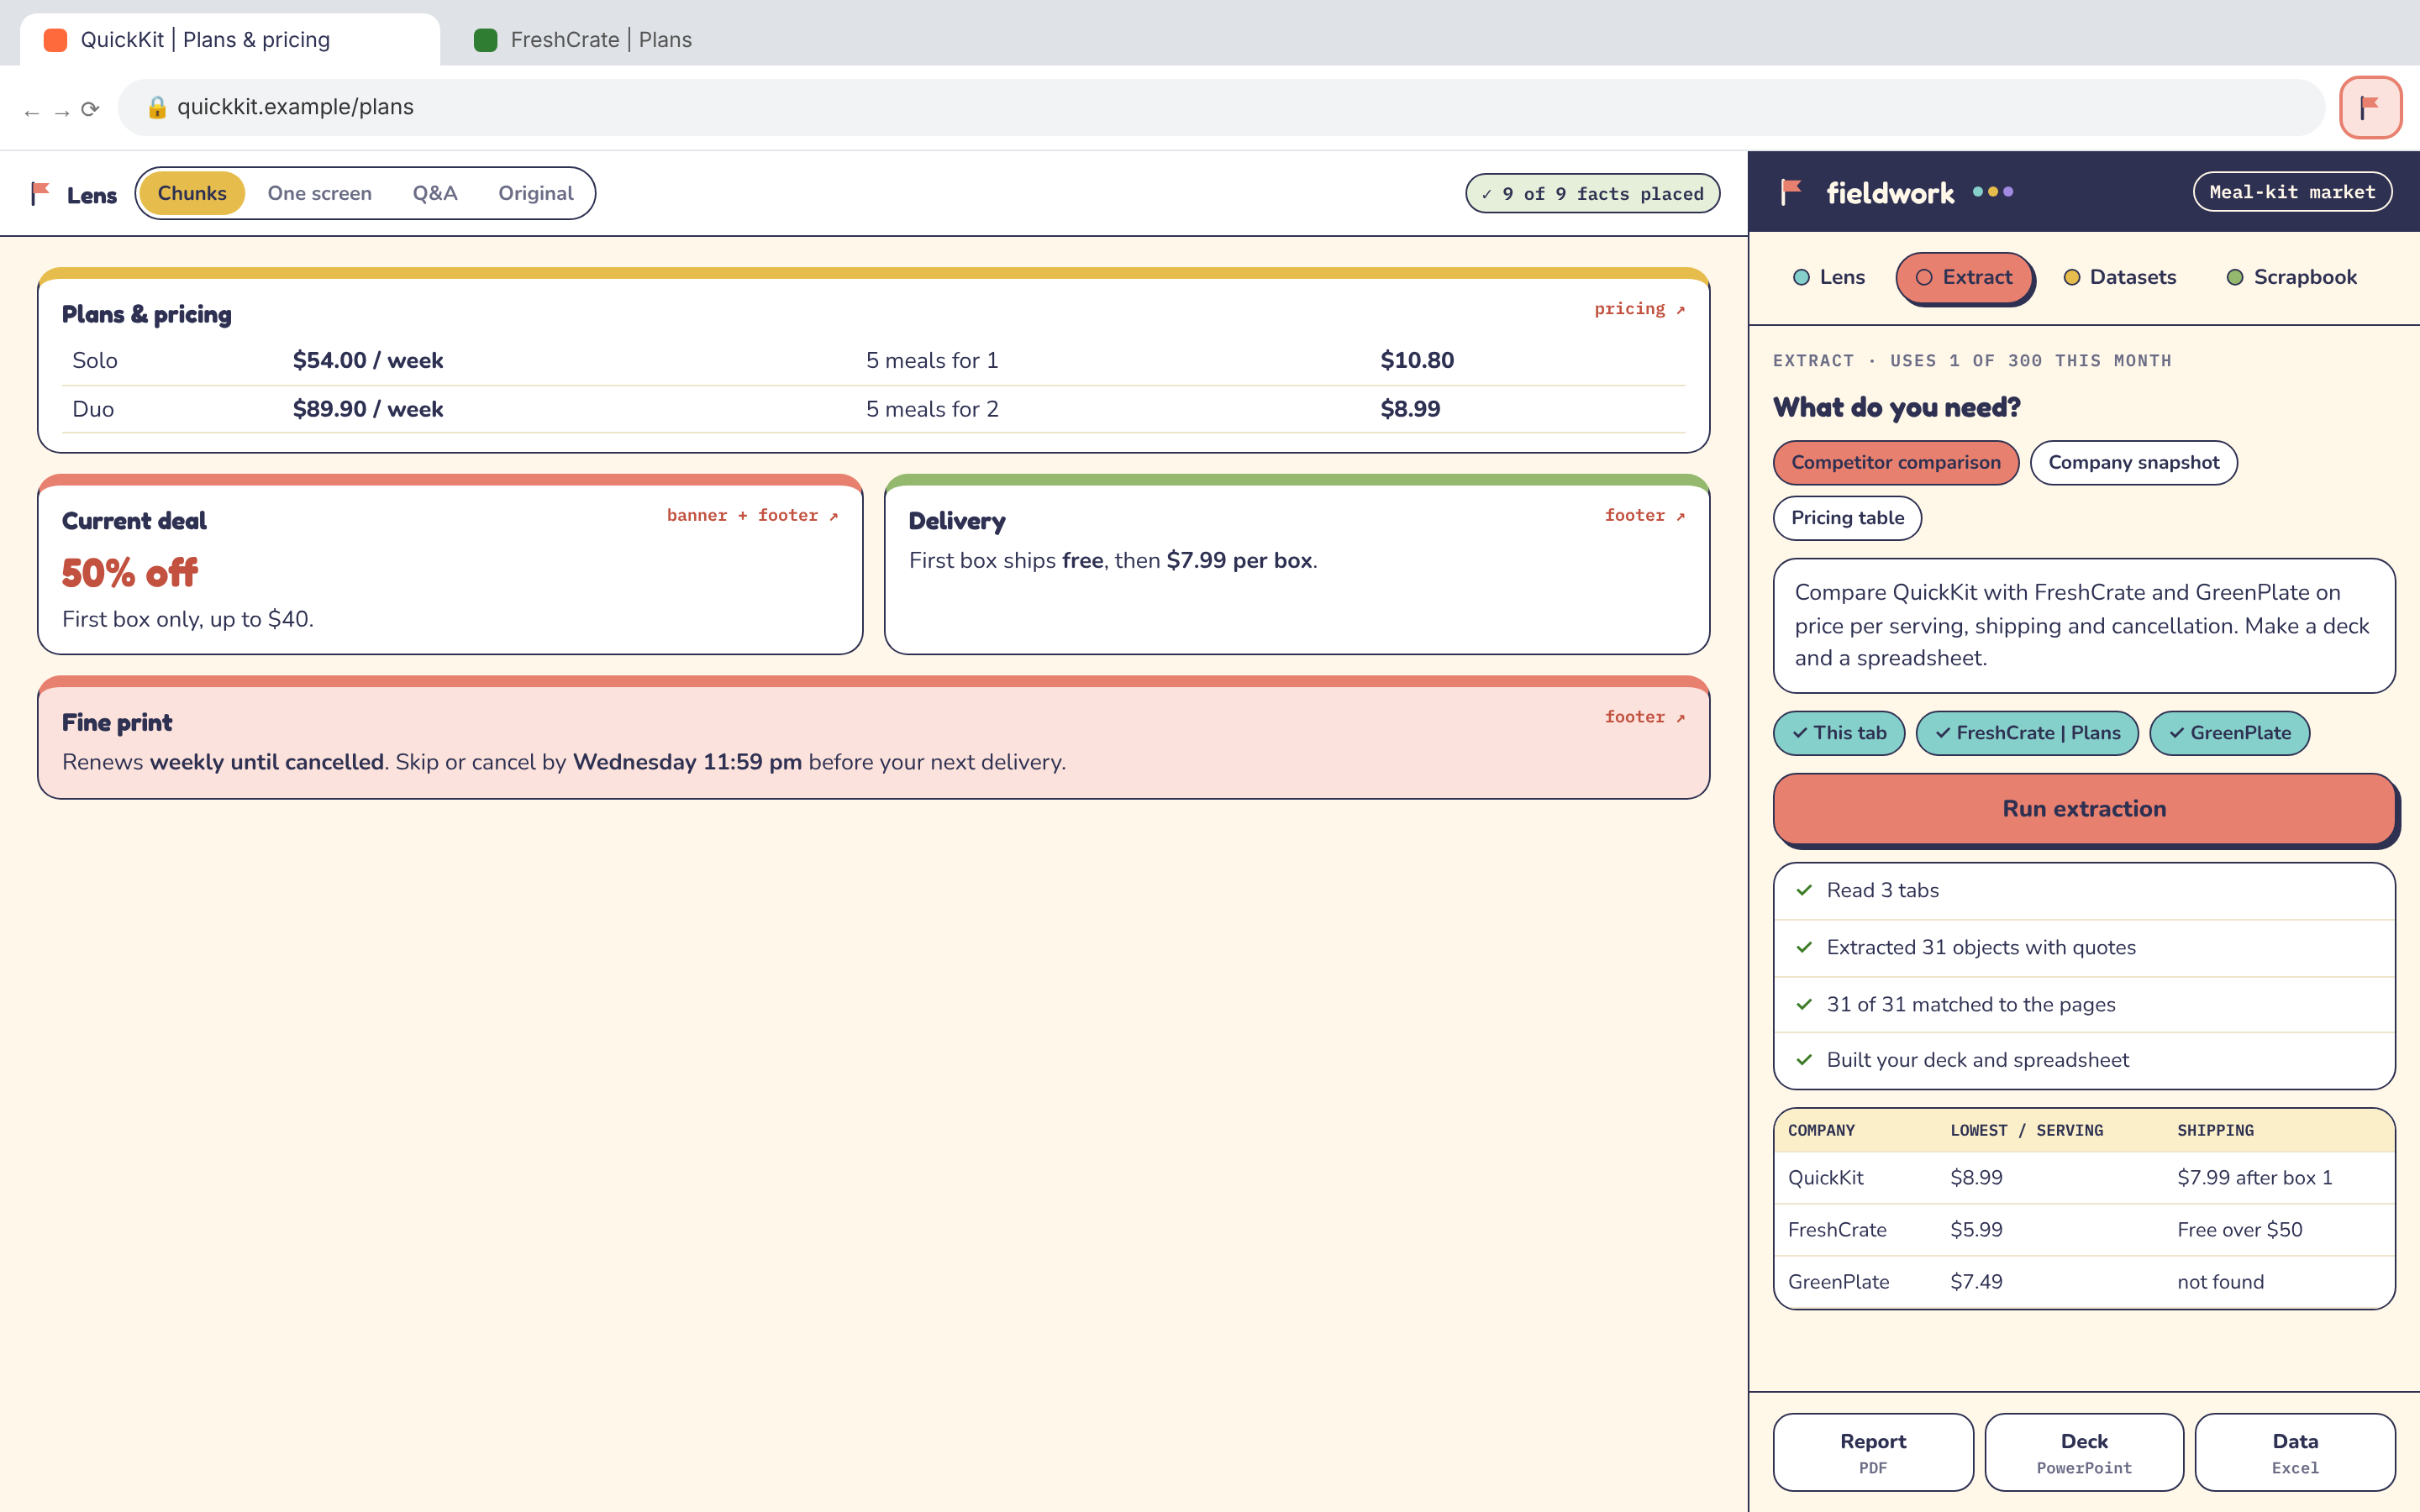 QuickKit | Plans & pricing
FreshCrate | Plans
quickkit.example/plans
Lens
Chunks
One screen
Q&A
Original
✓ 9 of 9 facts placed
Plans & pricing
pricing ↗
Solo $54.00 / week 5 meals for 1 $10.80
Duo $89.90 / week 5 meals for 2 $8.99
Current deal
banner + footer ↗
50% off
First box only, up to $40.
Delivery
footer ↗
First box ships free, then $7.99 per box.
Fine print
footer ↗
Renews weekly until cancelled. Skip or cancel by Wednesday 11:59 pm before your next delivery.
fieldwork
Meal-kit market
Lens
Extract
Datasets
Scrapbook
EXTRACT · USES 1 OF 300 THIS MONTH
What do you need?
Competitor comparison
Company snapshot
Pricing table
Compare QuickKit with FreshCrate and GreenPlate on
price per serving, shipping and cancellation. Make a deck
and a spreadsheet.
✓ This tab
✓ FreshCrate | Plans
✓ GreenPlate
Run extraction
✓ Read 3 tabs
✓ Extracted 31 objects with quotes
✓ 31 of 31 matched to the pages
✓ Built your deck and spreadsheet
COMPANY LOWEST / SERVING SHIPPING
QuickKit $8.99 $7.99 after box 1
FreshCrate $5.99 Free over $50
GreenPlate $7.49 not found
Report
PDF
Deck
PowerPoint
Data
Excel